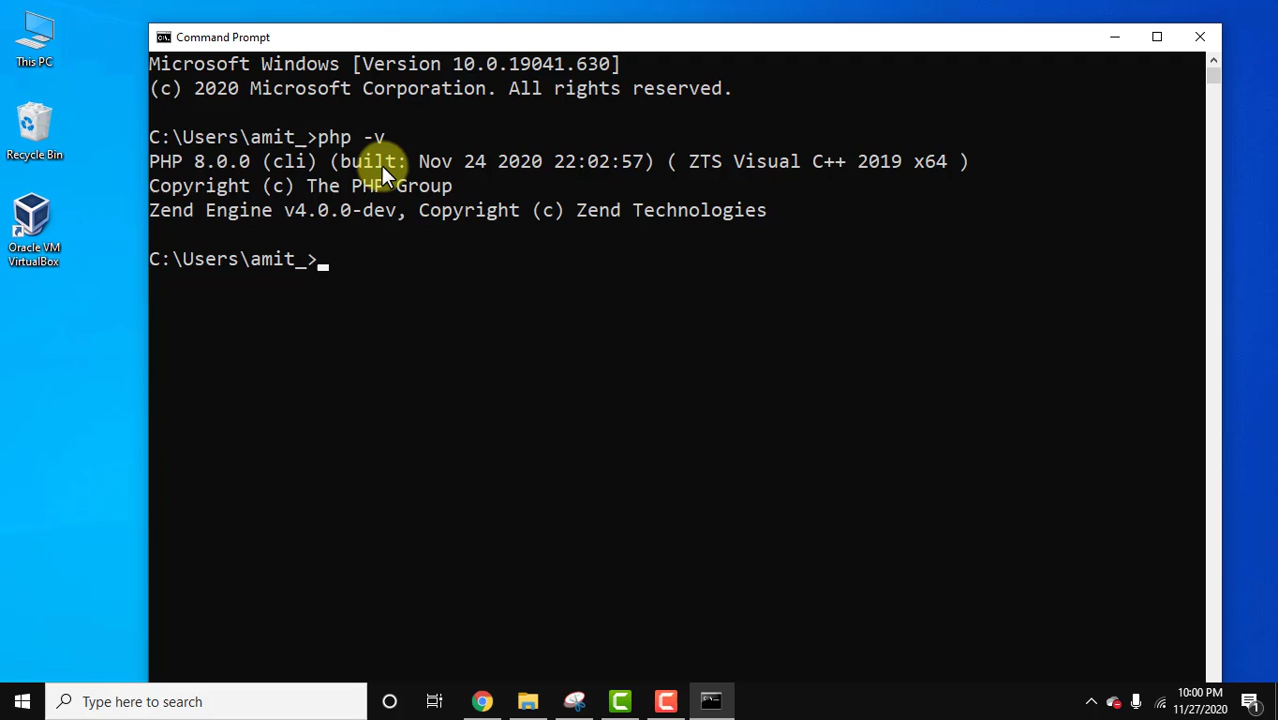 This PC
Recycle Bin
Oracle VM
VirtualBox
Command Prompt
Microsoft Windows [Version 10.0.19041.630]
(c) 2020 Microsoft Corporation. All rights reserved.
C:\Users\amit_>php -v
PHP 8.0.0 (cli) (built: Nov 24 2020 22:02:57) ( ZTS Visual C++ 2019 x64 )
Copyright (c) The PHP Group
Zend Engine v4.0.0-dev, Copyright (c) Zend Technologies
C:\Users\amit_>
Type here to search
10:00 PM
11/27/2020
1